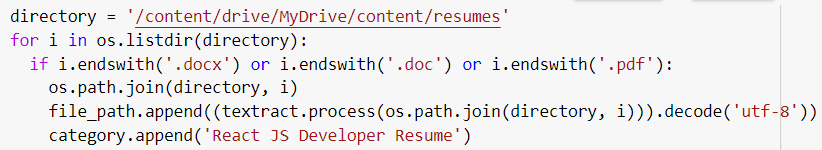 directory = '/content/drive/MyDrive/content/resumes'
for i in os.listdir(directory):
  if i.endswith('.docx') or i.endswith('.doc') or i.endswith('.pdf'):
    os.path.join(directory, i)
    file_path.append((textract.process(os.path.join(directory, i))).decode('utf-8'))
    category.append('React JS Developer Resume')